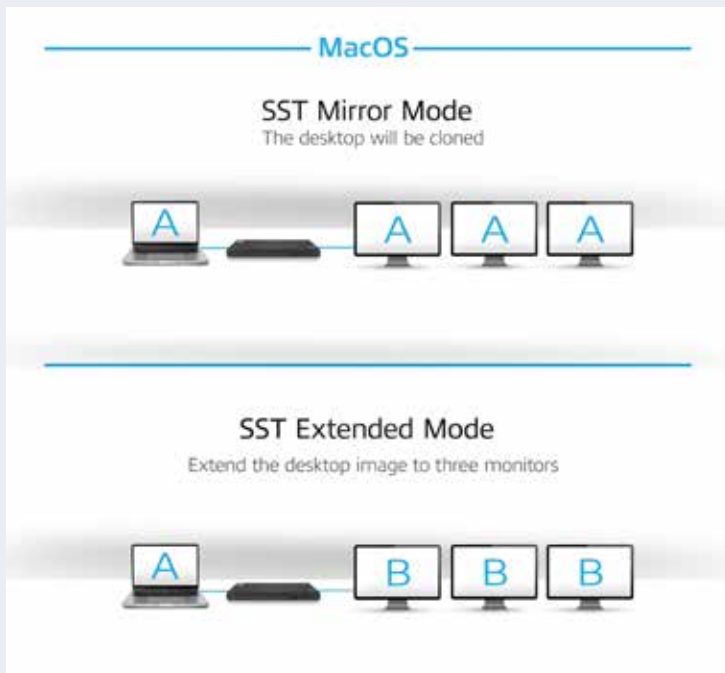 MacOS
SST Mirror Mode
The desktop will be cloned
A A A A
SST Extended Mode
Extend the desktop image to three monitors
A B B B